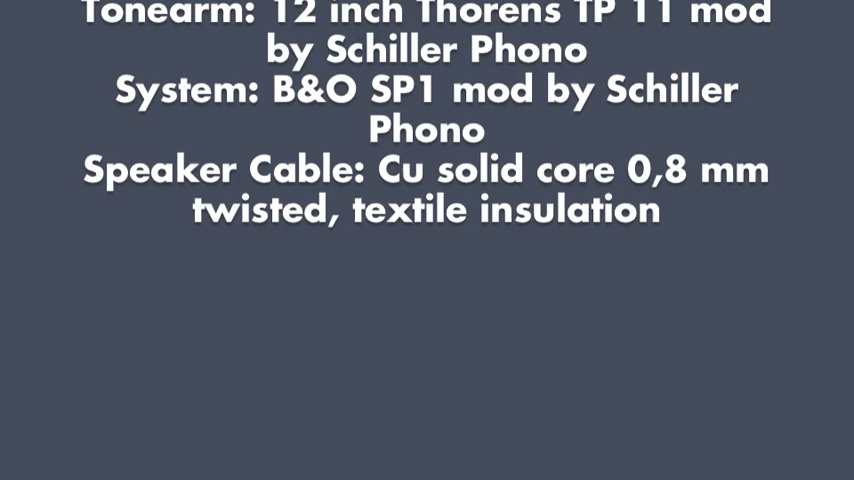 Tonearm: 12 inch Thorens TP 11 mod
by Schiller Phono
System: B&O SP1 mod by Schiller
Phono
Speaker Cable: Cu solid core 0,8 mm
twisted, textile insulation